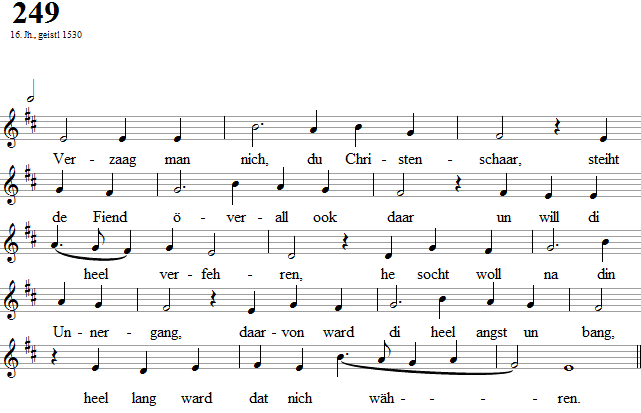 249
16. Jh., geistl 1530
Ver - zaag man nich, du Chri - sten - schaar, steiht
de Fiend ö - ver - all ook daar un will di
heel ver - feh - ren, he socht woll na din
Un - ner - gang, daar - von ward di heel angst un bang,
heel lang ward dat nich wäh - - - ren.